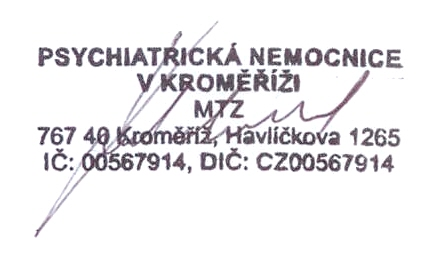 PSYCHIATRICKÁ NEMOCNICE
V KROMĚŘÍŽI
MTZ
767 40 Kroměříž, Havlíčkova 1265
IČ: 00567914, DIČ: CZ00567914